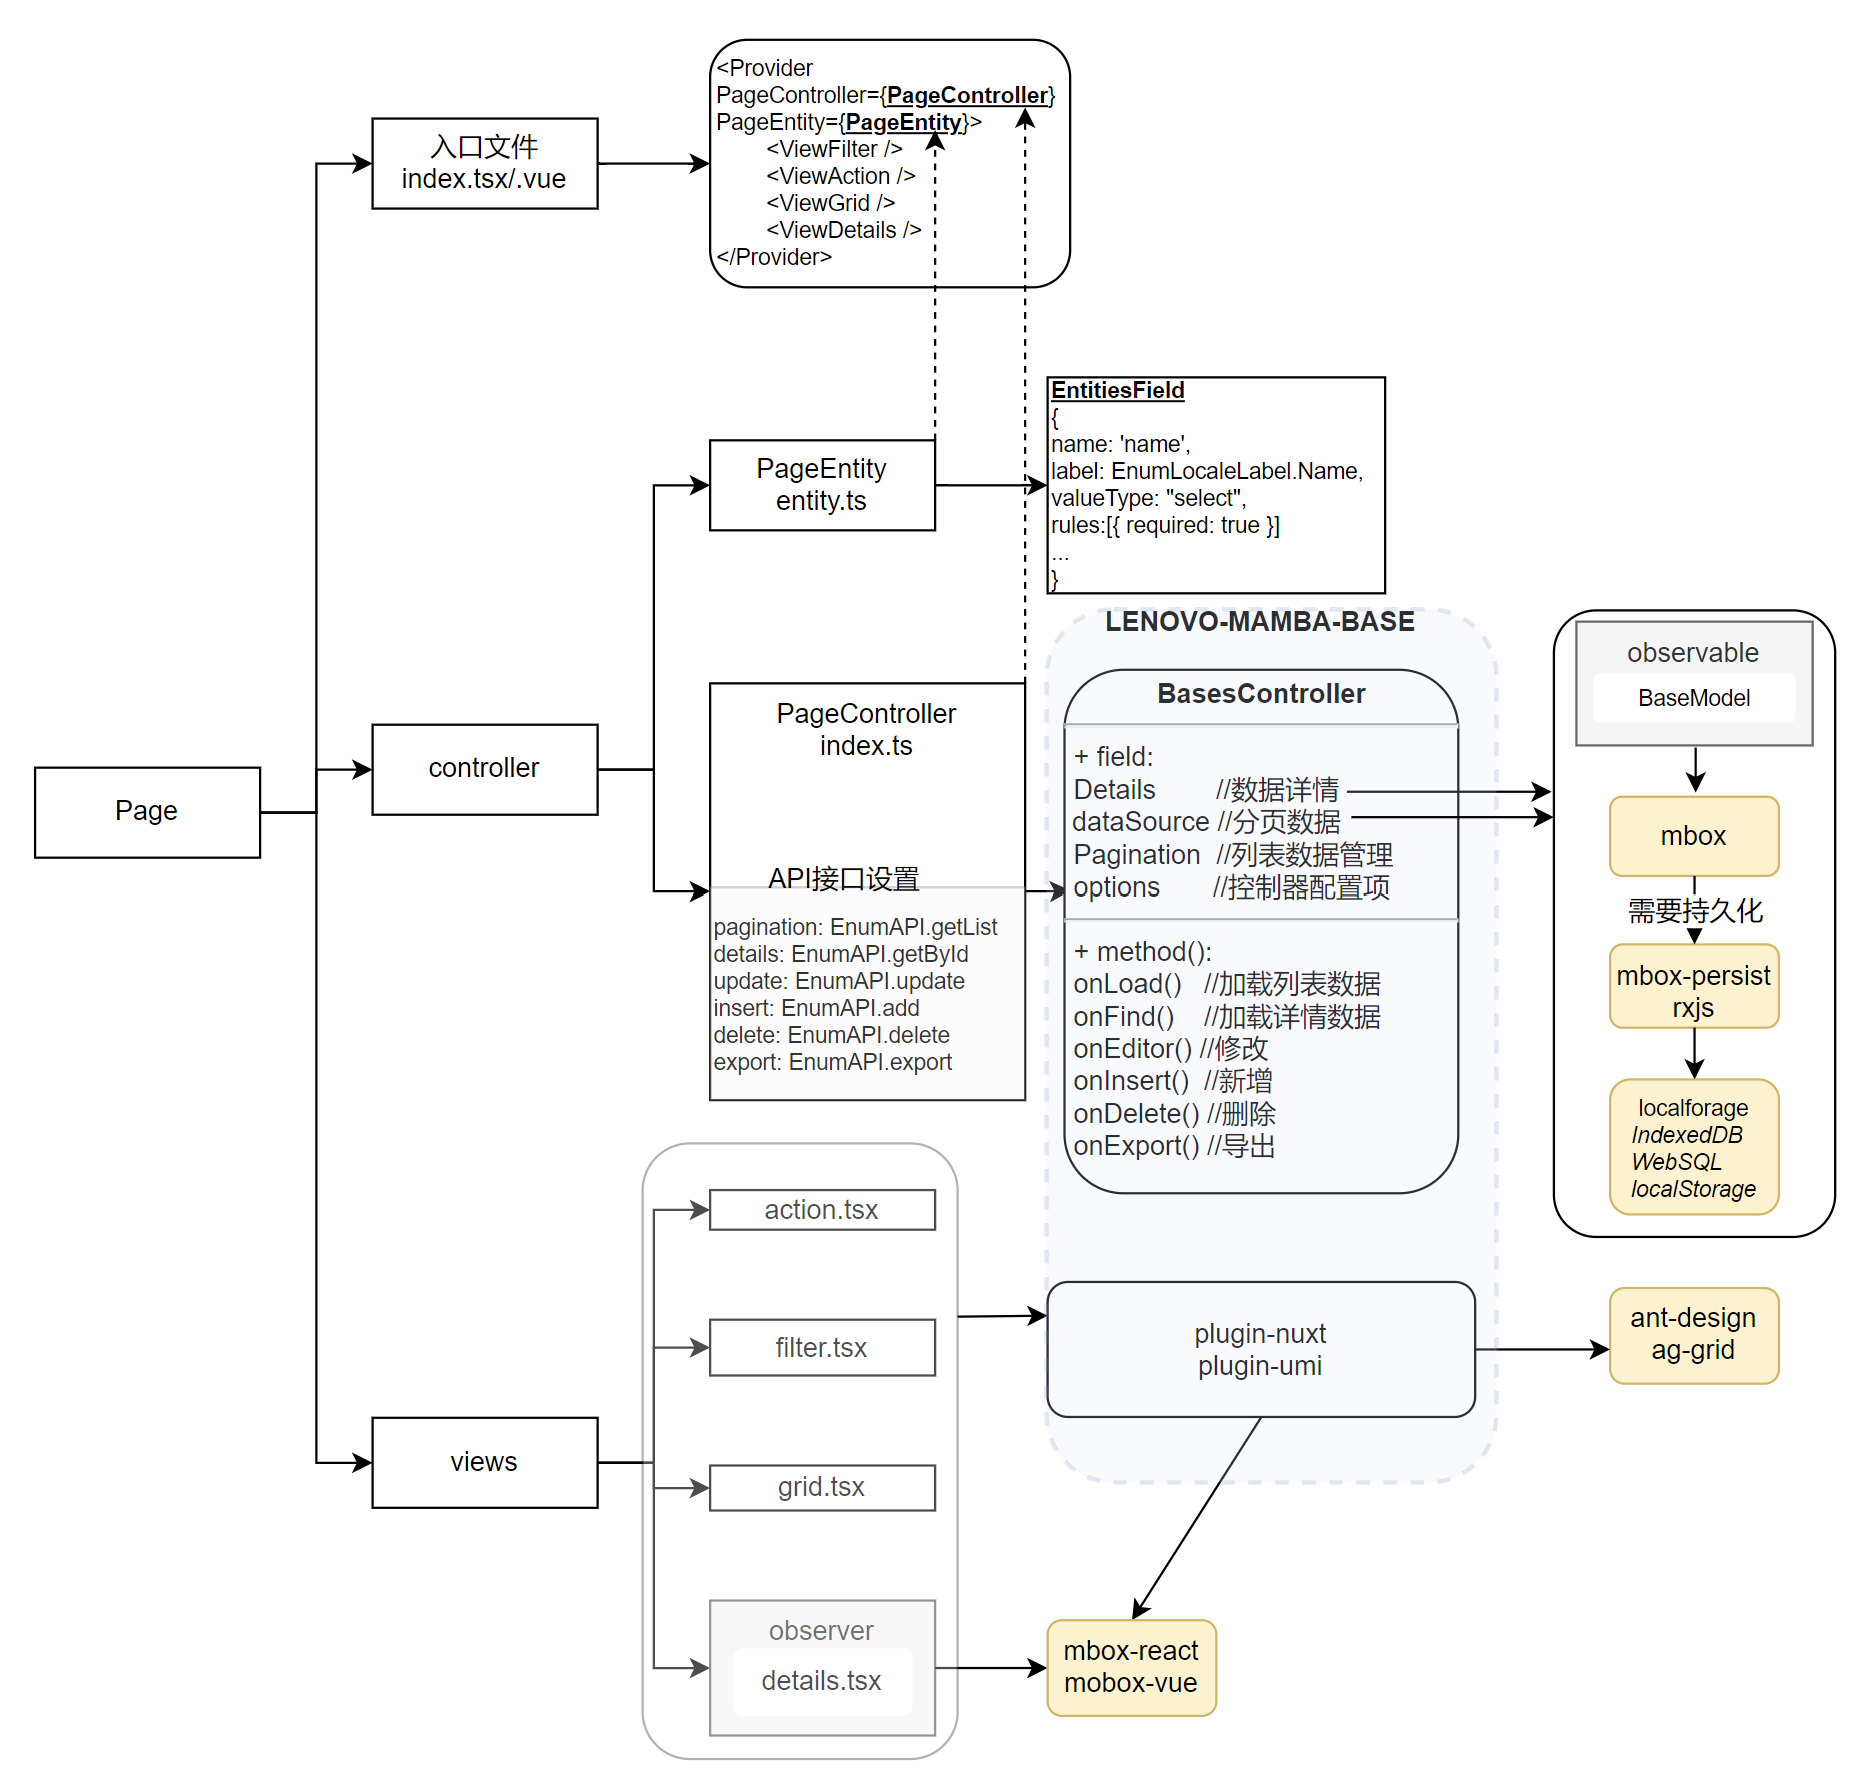 <Provider
PageController={PageController}
PageEntity={PageEntity}>
<ViewFilter />
<ViewAction />
<ViewGrid />
<ViewDetails />
</Provider>
入口文件
index.tsx/.vue
EntitiesField
{
name: 'name',
label: EnumLocaleLabel.Name,
valueType: "select",
rules:[{ required: true }]
...
}
PageEntity
entity.ts
Page
controller
PageController
index.ts
API接口设置
pagination: EnumAPI.getList
details: EnumAPI.getById
update: EnumAPI.update
insert: EnumAPI.add
delete: EnumAPI.delete
export: EnumAPI.export
LENOVO-MAMBA-BASE
BasesController
+ field:
Details //数据详情
dataSource //分页数据
Pagination //列表数据管理
options //控制器配置项
+ method():
onLoad() //加载列表数据
onFind() //加载详情数据
onEditor() //修改
onInsert() //新增
onDelete() //删除
onExport() //导出
observable
BaseModel
mbox
需要持久化
mbox-persist
rxjs
localforage
IndexedDB
WebSQL
localStorage
views
action.tsx
filter.tsx
grid.tsx
observer
details.tsx
plugin-nuxt
plugin-umi
ant-design
ag-grid
mbox-react
mobox-vue